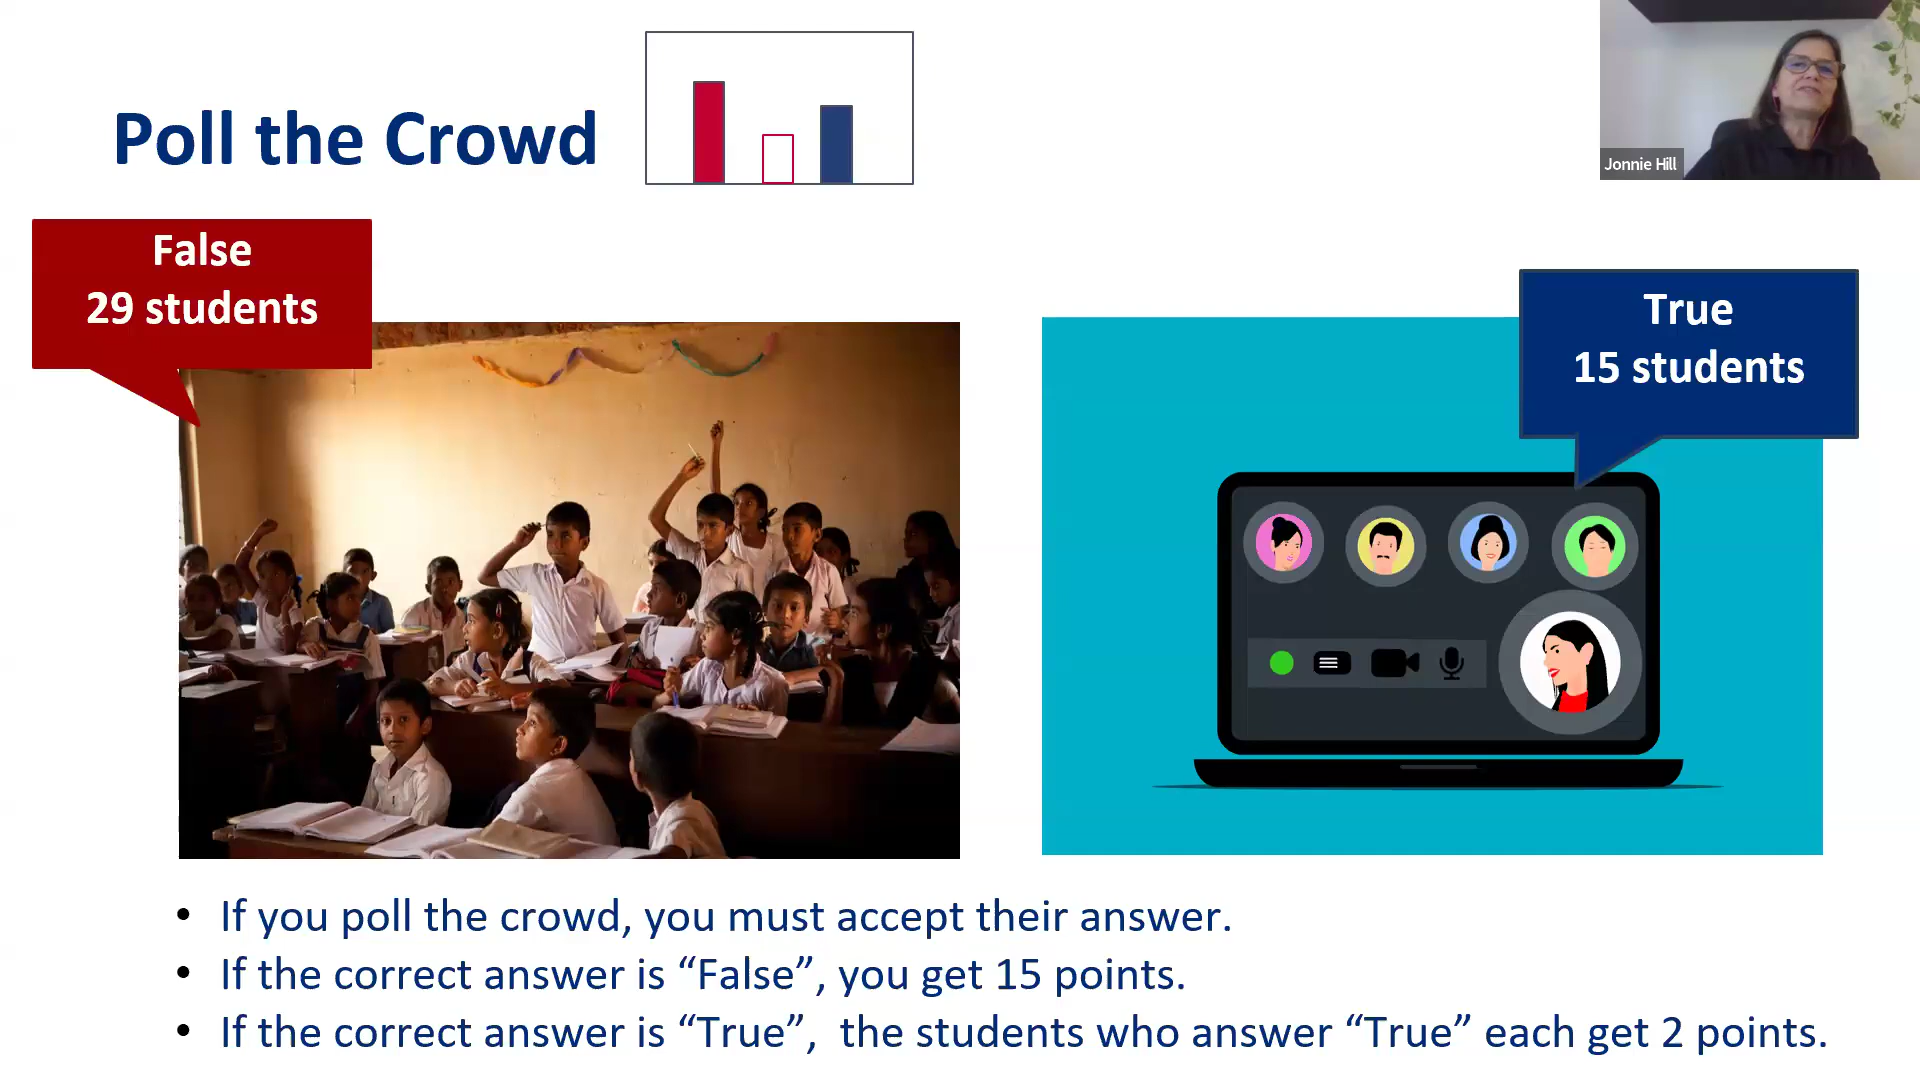 Poll the Crowd
Jonnie Hill
False
29 students
True
15 students
• If you poll the crowd, you must accept their answer.
• If the correct answer is “False”, you get 15 points.
• If the correct answer is “True”,  the students who answer “True” each get 2 points.